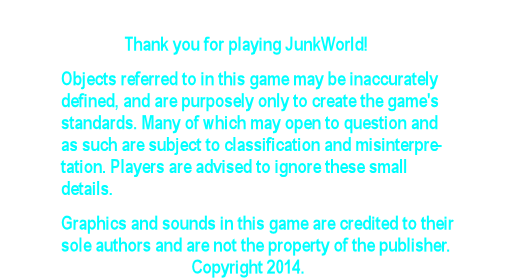 Thank you for playing JunkWorld!
Objects referred to in this game may be inaccurately
defined, and are purposely only to create the game's
standards. Many of which may open to question and
as such are subject to classification and misinterpre-
tation. Players are advised to ignore these small
details.
Graphics and sounds in this game are credited to their
sole authors and are not the property of the publisher.
Copyright 2014.